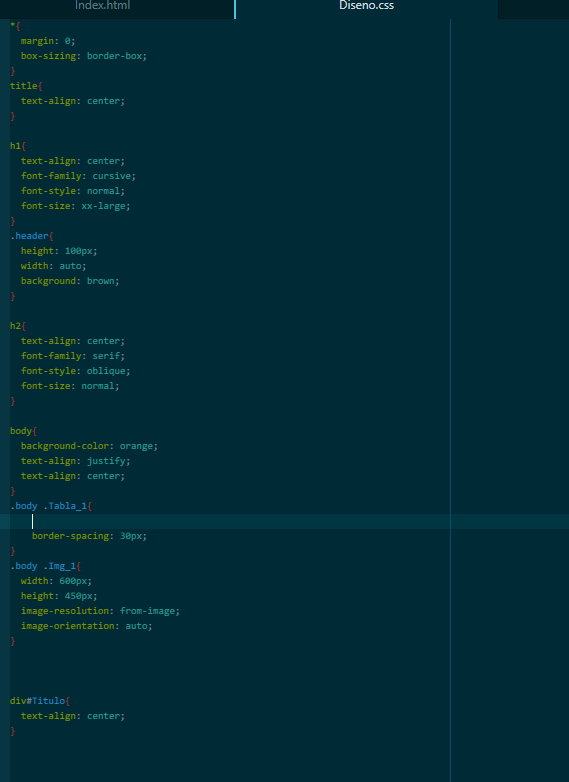 Index.html
Diseno.css
*{
  margin: 0;
  box-sizing: border-box;
}
title{
  text-align: center;
}

h1{
  text-align: center;
  font-family: cursive;
  font-style: normal;
  font-size: xx-large;
}
.header{
  height: 100px;
  width: auto;
  background: brown;
}

h2{
  text-align: center;
  font-family: serif;
  font-style: oblique;
  font-size: normal;
}

body{
  background-color: orange;
  text-align: justify;
  text-align: center;
}
.body .Tabla_1{

    border-spacing: 30px;
}
.body .Img_1{
  width: 600px;
  height: 450px;
  image-resolution: from-image;
  image-orientation: auto;
}

div#Titulo{
  text-align: center;
}